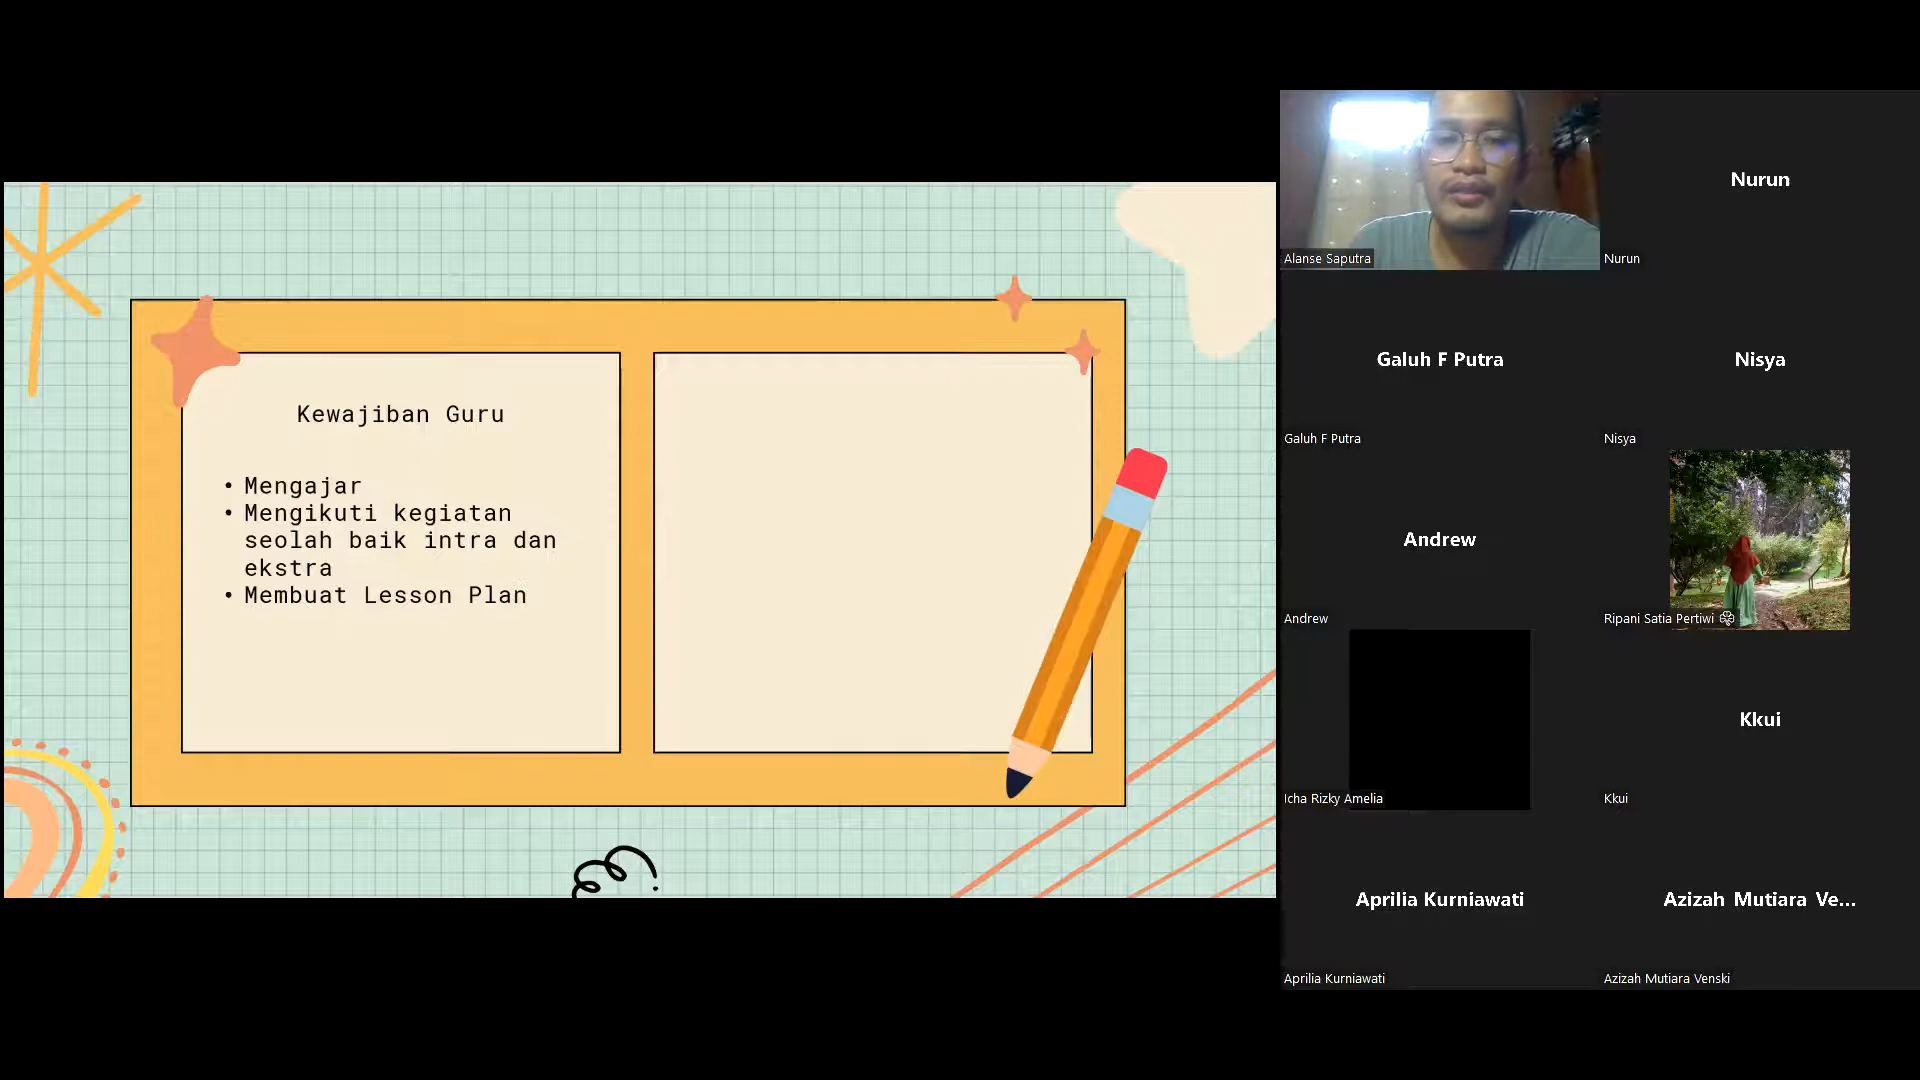 Kewajiban Guru
• Mengajar
• Mengikuti kegiatan
seolah baik intra dan
ekstra
• Membuat Lesson Plan
Alanse Saputra
Nurun
Nurun
Galuh F Putra
Galuh F Putra
Nisya
Nisya
Andrew
Andrew
Ripani Satia Pertiwi
Icha Rizky Amelia
Kkui
Kkui
Aprilia Kurniawati
Aprilia Kurniawati
Azizah Mutiara Ve...
Azizah Mutiara Venski